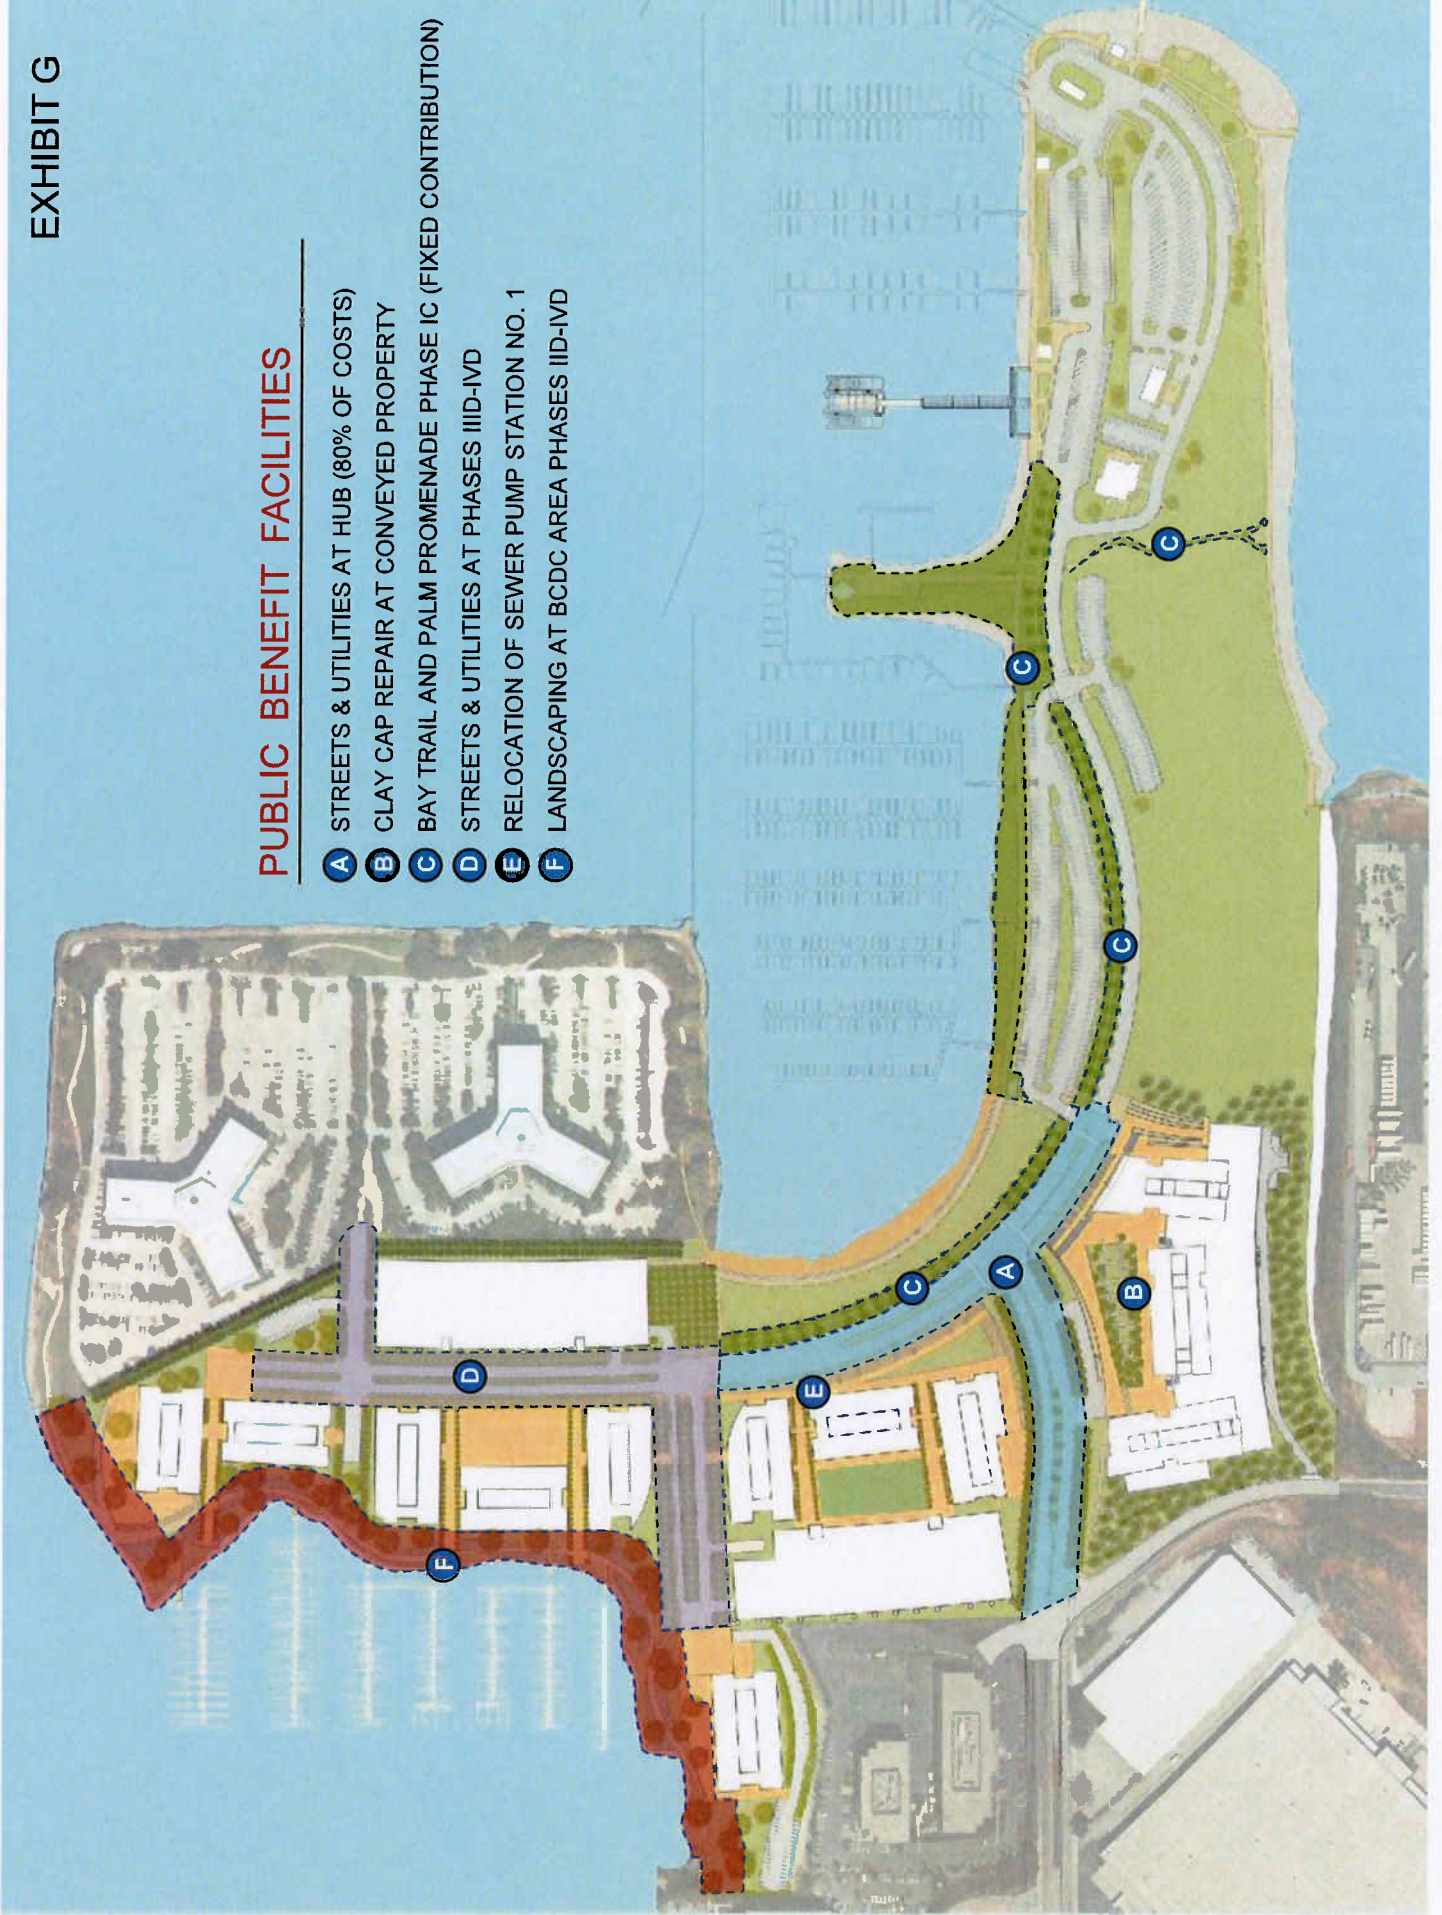 EXHIBIT G
PUBLIC BENEFIT FACILITIES
A STREETS & UTILITIES AT HUB (80% OF COSTS)
B CLAY CAP REPAIR AT CONVEYED PROPERTY
C BAY TRAIL AND PALM PROMENADE PHASE IC (FIXED CONTRIBUTION)
D STREETS & UTILITIES AT PHASES IIID-IVD
E RELOCATION OF SEWER PUMP STATION NO. 1
F LANDSCAPING AT BCDC AREA PHASES IID-IVD
F
D
E
C
A
B
C
C
C